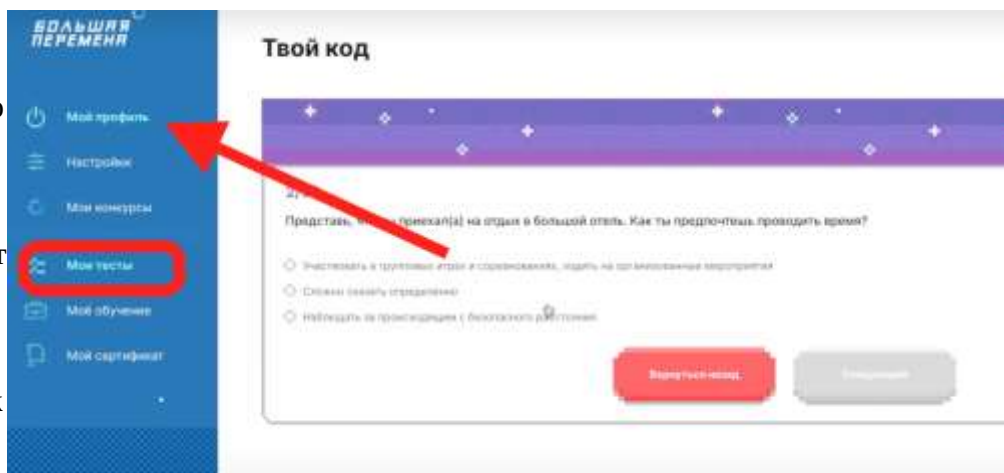 БОЛЬШАЯ
ПЕРЕМЕНА
Мой профиль
Настройки
Мои конкурсы
Мои тесты
Моё обучение
Мой сертификат
Твой код
Представь, приехал(а) на отдых в большой отель. Как ты предпочтешь проводить время?
Участвовать в групповых играх и соревнованиях, ходить на организованные мероприятия
Сложно сказать определенно
Наблюдать за происходящим с безопасного расстояния
Вернуться назад